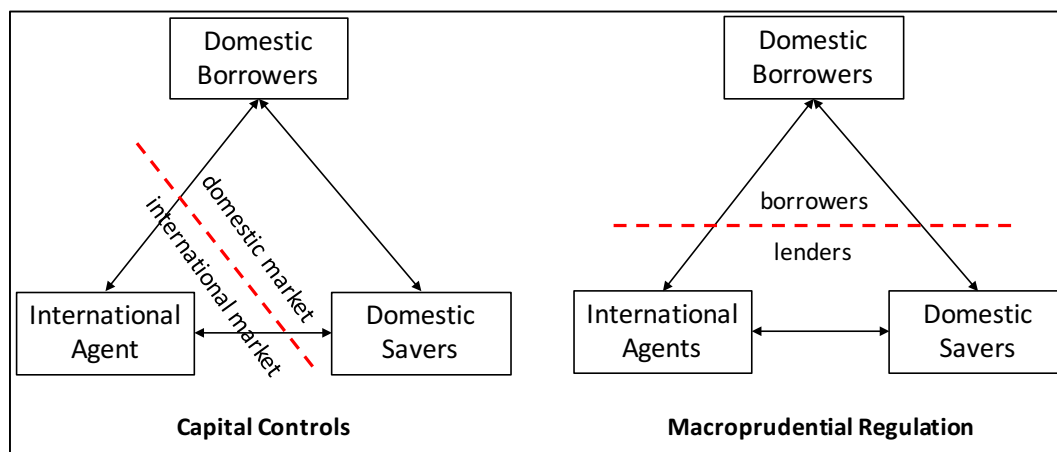 Domestic
Borrowers
domestic market
international market
International
Agent
Domestic
Savers
Capital Controls
Domestic
Borrowers
borrowers
lenders
International
Agents
Domestic
Savers
Macroprudential Regulation